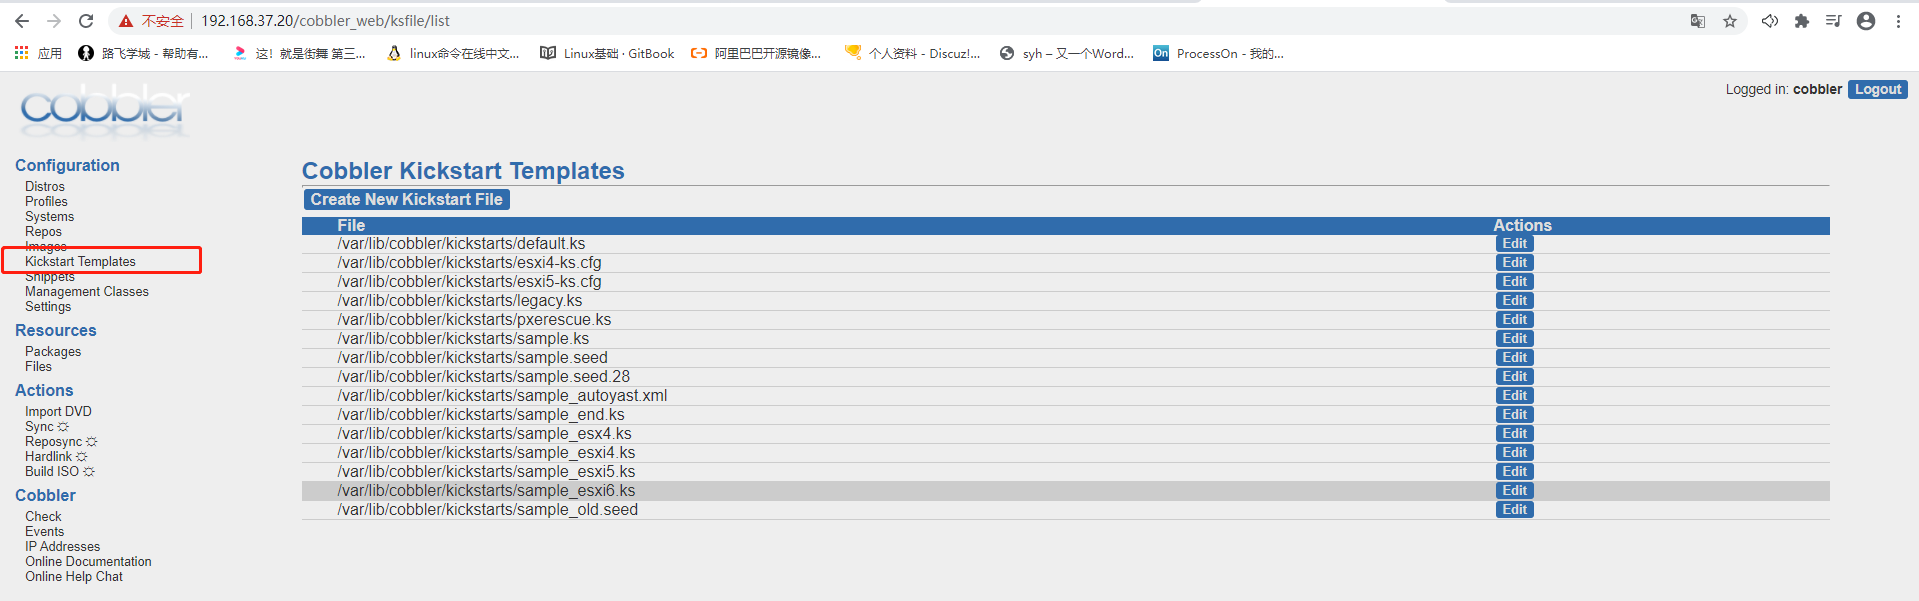 不安全 192.168.37.20/cobbler_web/ksfile/list
应用 路飞学城 - 帮助有... 这！就是街舞 第三... linux命令在线中文... Linux基础 · GitBook 阿里巴巴开源镜像... 个人资料 - Discuz!... syh – 又一个Word... On ProcessOn - 我的...
cobbler
Logged in: cobbler Logout
Configuration
Distros
Profiles
Systems
Repos
Images
Kickstart Templates
Snippets
Management Classes
Settings
Resources
Packages
Files
Actions
Import DVD
Sync
Reposync
Hardlink
Build ISO
Cobbler
Check
Events
IP Addresses
Online Documentation
Online Help Chat
Cobbler Kickstart Templates
Create New Kickstart File
File Actions
/var/lib/cobbler/kickstarts/default.ks Edit
/var/lib/cobbler/kickstarts/esxi4-ks.cfg Edit
/var/lib/cobbler/kickstarts/esxi5-ks.cfg Edit
/var/lib/cobbler/kickstarts/legacy.ks Edit
/var/lib/cobbler/kickstarts/pxerescue.ks Edit
/var/lib/cobbler/kickstarts/sample.ks Edit
/var/lib/cobbler/kickstarts/sample.seed Edit
/var/lib/cobbler/kickstarts/sample.seed.28 Edit
/var/lib/cobbler/kickstarts/sample_autoyast.xml Edit
/var/lib/cobbler/kickstarts/sample_end.ks Edit
/var/lib/cobbler/kickstarts/sample_esx4.ks Edit
/var/lib/cobbler/kickstarts/sample_esxi4.ks Edit
/var/lib/cobbler/kickstarts/sample_esxi5.ks Edit
/var/lib/cobbler/kickstarts/sample_esxi6.ks Edit
/var/lib/cobbler/kickstarts/sample_old.seed Edit